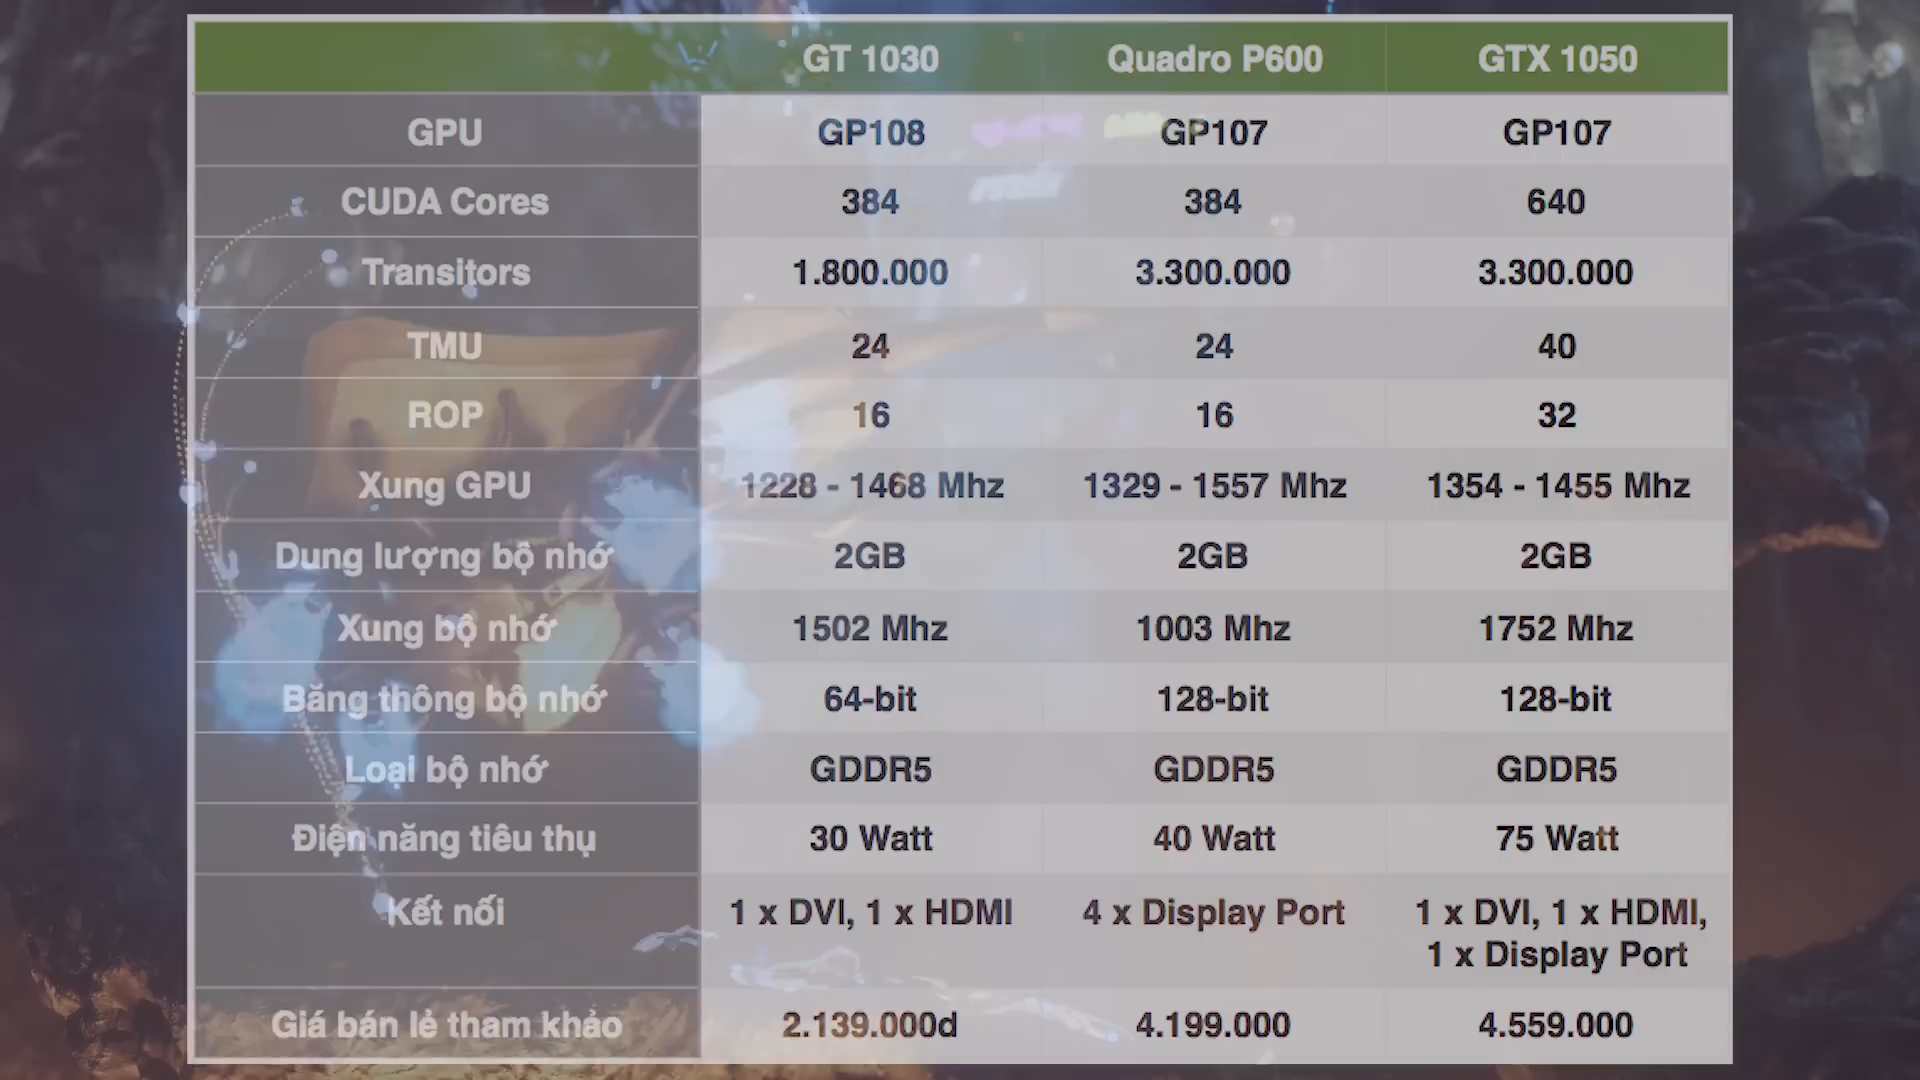 GT 1030 Quadro P600 GTX 1050
GPU GP108 GP107 GP107
CUDA Cores 384 384 640
Transitors 1.800.000 3.300.000 3.300.000
TMU 24 24 40
ROP 16 16 32
Xung GPU 1228 - 1468 Mhz 1329 - 1557 Mhz 1354 - 1455 Mhz
Dung lượng bộ nhớ 2GB 2GB 2GB
Xung bộ nhớ 1502 Mhz 1003 Mhz 1752 Mhz
Băng thông bộ nhớ 64-bit 128-bit 128-bit
Loại bộ nhớ GDDR5 GDDR5 GDDR5
Điện năng tiêu thụ 30 Watt 40 Watt 75 Watt
Kết nối 1 x DVI, 1 x HDMI 4 x Display Port 1 x DVI, 1 x HDMI,
1 x Display Port
Giá bán lẻ tham khảo 2.139.000d 4.199.000 4.559.000